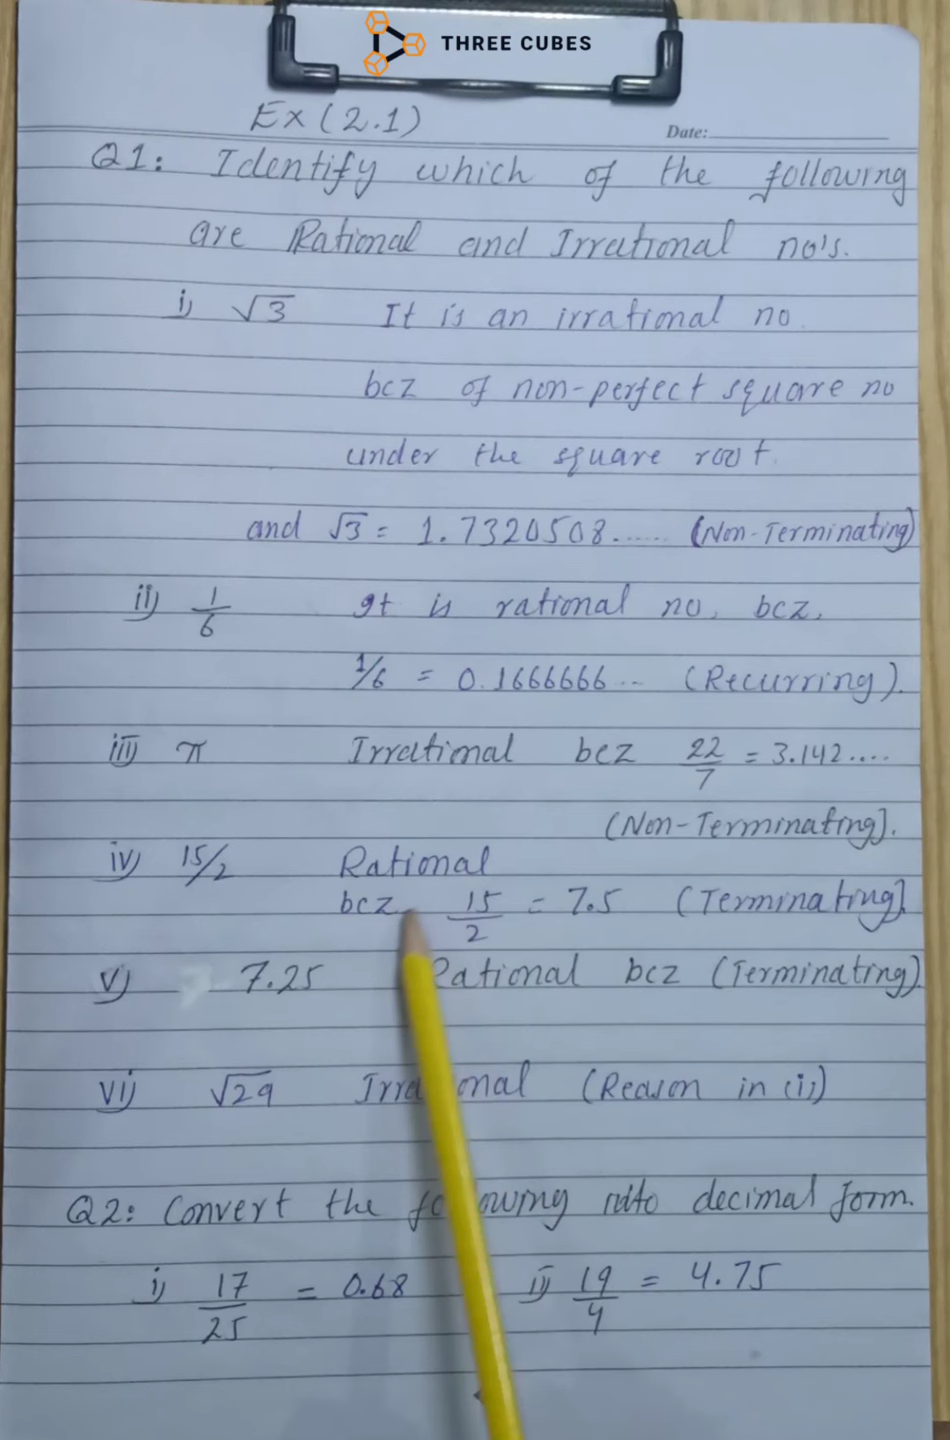 THREE CUBES
Ex (2.1)
Date:
Q1: Identify which of the following
are Rational and Irrational no's.
i) √3 It is an irrational no
bcz of non-perfect square no
under the square root.
and √3 = 1.7320508...... (Non-Terminating)
ii) 1/6 It is rational no, bcz,
1/6 = 0.1666666... (Recurring).
iii) π Irrational bcz 22/7 = 3.142....
(Non-Terminating).
iv) 15/2 Rational
bcz 15/2 = 7.5 (Terminating)
v) 7.25 Rational bcz (Terminating)
vi) √29 (Reason in (i))
Q2: Convert the into decimal form.
i) 17/25 = 0.68 ii) 19/4 = 4.75